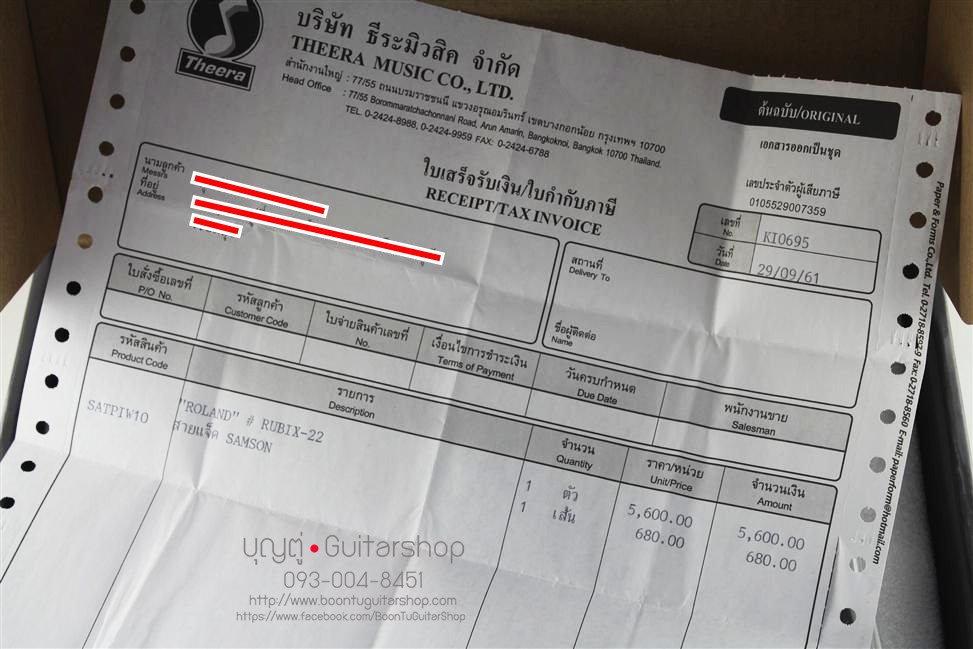 Theera
บริษัท ธีระมิวสิค จำกัด
THEERA MUSIC CO., LTD.
สำนักงานใหญ่ : 77/55 ถนนบรมราชชนนี แขวงอรุณอมรินทร์ เขตบางกอกน้อย กรุงเทพฯ 10700
Head Office : 77/55 Borommaratchachonnani Road, Arun Amarin, Bangkoknoi, Bangkok 10700 Thailand.
TEL. 0-2424-8988, 0-2424-9959 FAX: 0-2424-6788
ต้นฉบับ/ORIGINAL
เอกสารออกเป็นชุด
เลขประจำตัวผู้เสียภาษี
0105529007359
ใบเสร็จรับเงิน/ใบกำกับภาษี
RECEIPT/TAX INVOICE
นามลูกค้า
Messrs
ที่อยู่
Address
เลขที่
No.
KI0695
วันที่
Date
29/09/61
สถานที่
Delivery To
ชื่อผู้ติดต่อ
Name
ใบสั่งซื้อเลขที่
P/O No.
รหัสลูกค้า
Customer Code
ใบจ่ายสินค้าเลขที่
No.
เงื่อนไขการชำระเงิน
Terms of Payment
วันครบกำหนด
Due Date
พนักงานขาย
Salesman
รหัสสินค้า
Product Code
รายการ
Description
จำนวน
Quantity
ราคา/หน่วย
Unit/Price
จำนวนเงิน
Amount
"ROLAND" # RUBIX-22 1 ตัว 5,600.00 5,600.00
SATPIW10 สายแจ็ค SAMSON 1 เส้น 680.00 680.00
Paper & Forms Co.,Ltd. Tel. 0-2718-8593-9 Fax: 0-2718-8560 E-mail: paperform@hotmail.com
บุญตู่ • Guitarshop
093-004-8451
http://www.boontuguitarshop.com
https://www.facebook.com/BoonTuGuitarShop